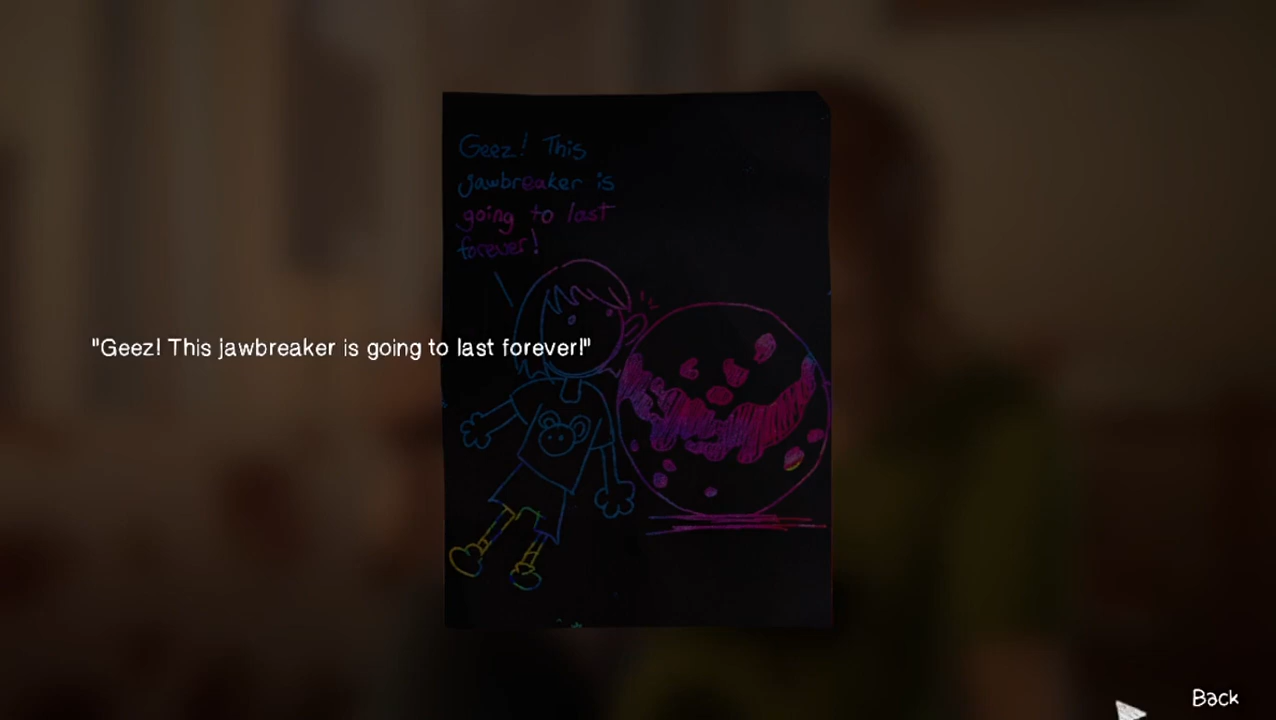 Geez! This
jawbreaker is
going to last
forever!
"Geez! This jawbreaker is going to last forever!"
Back